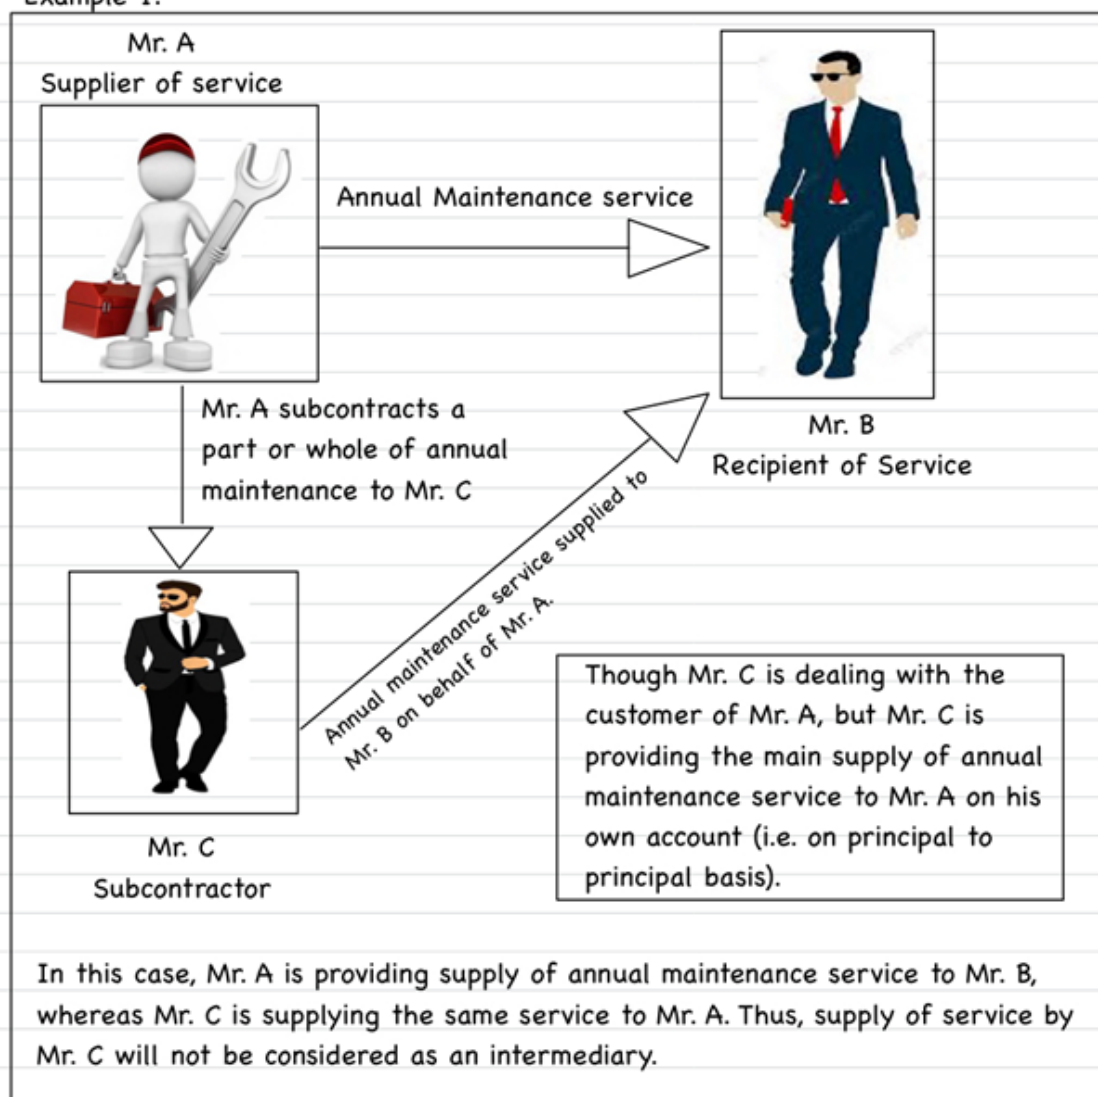 Example 1:
Mr. A
Supplier of service
Annual Maintenance service
Mr. B
Recipient of Service
Mr. A subcontracts a
part or whole of annual
maintenance to Mr. C
Annual maintenance service supplied to
Mr. B on behalf of Mr. A.
Mr. C
Subcontractor
Though Mr. C is dealing with the
customer of Mr. A, but Mr. C is
providing the main supply of annual
maintenance service to Mr. A on his
own account (i.e. on principal to
principal basis).
In this case, Mr. A is providing supply of annual maintenance service to Mr. B,
whereas Mr. C is supplying the same service to Mr. A. Thus, supply of service by
Mr. C will not be considered as an intermediary.